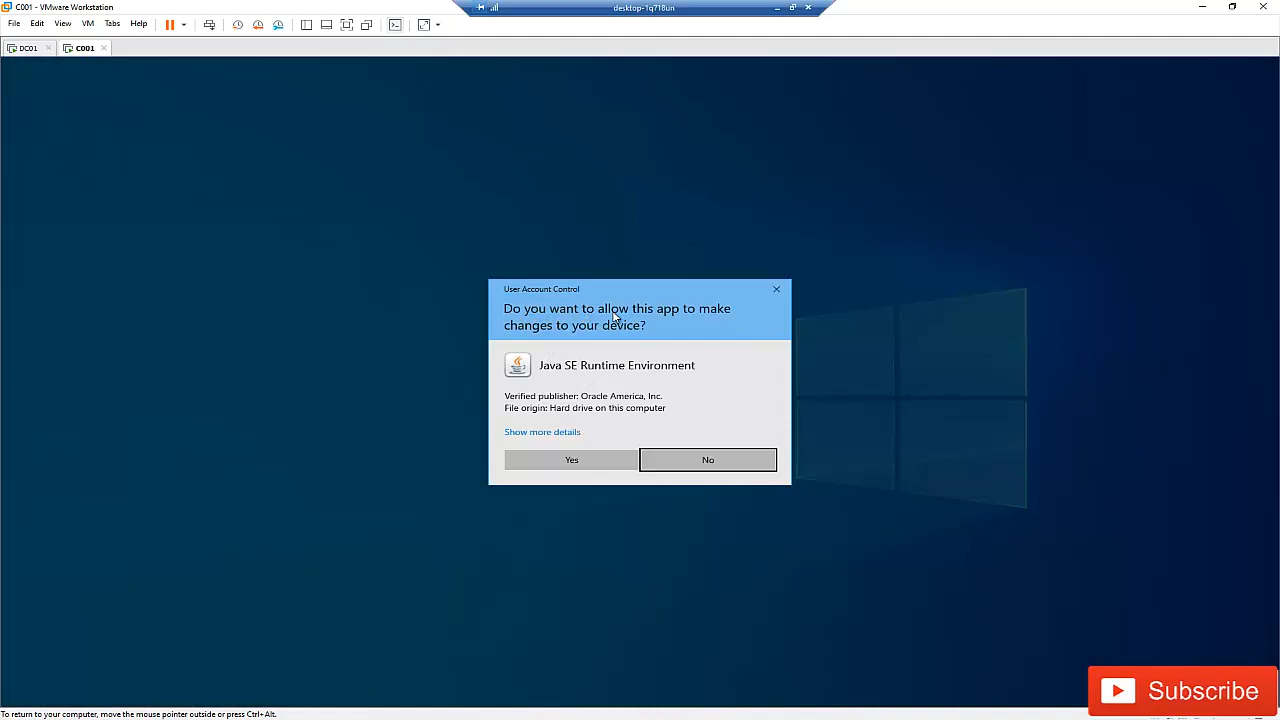 C001 - VMware Workstation
desktop-1q718un
File Edit View VM Tabs Help
DC01 C001
User Account Control
Do you want to allow this app to make
changes to your device?
Java SE Runtime Environment
Verified publisher: Oracle America, Inc.
File origin: Hard drive on this computer
Show more details
Yes No
Subscribe
To return to your computer, move the mouse pointer outside or press Ctrl+Alt.